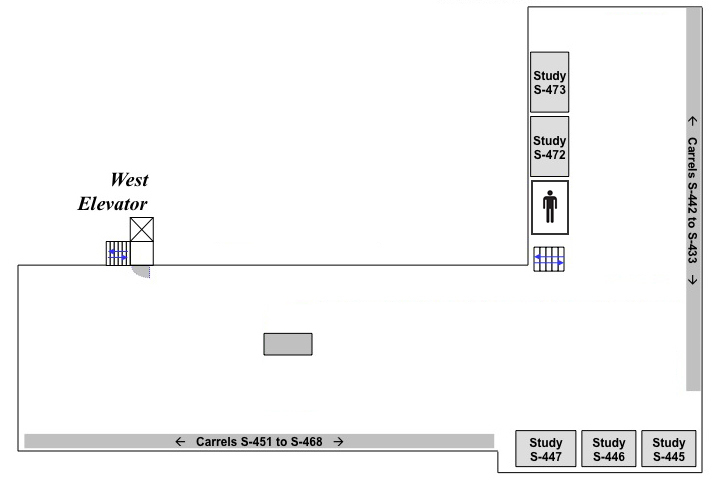 Study
S-473
Study
S-472
West
Elevator
← Carrels S-442 to S-433 →
← Carrels S-451 to S-468 →
Study
S-447
Study
S-446
Study
S-445